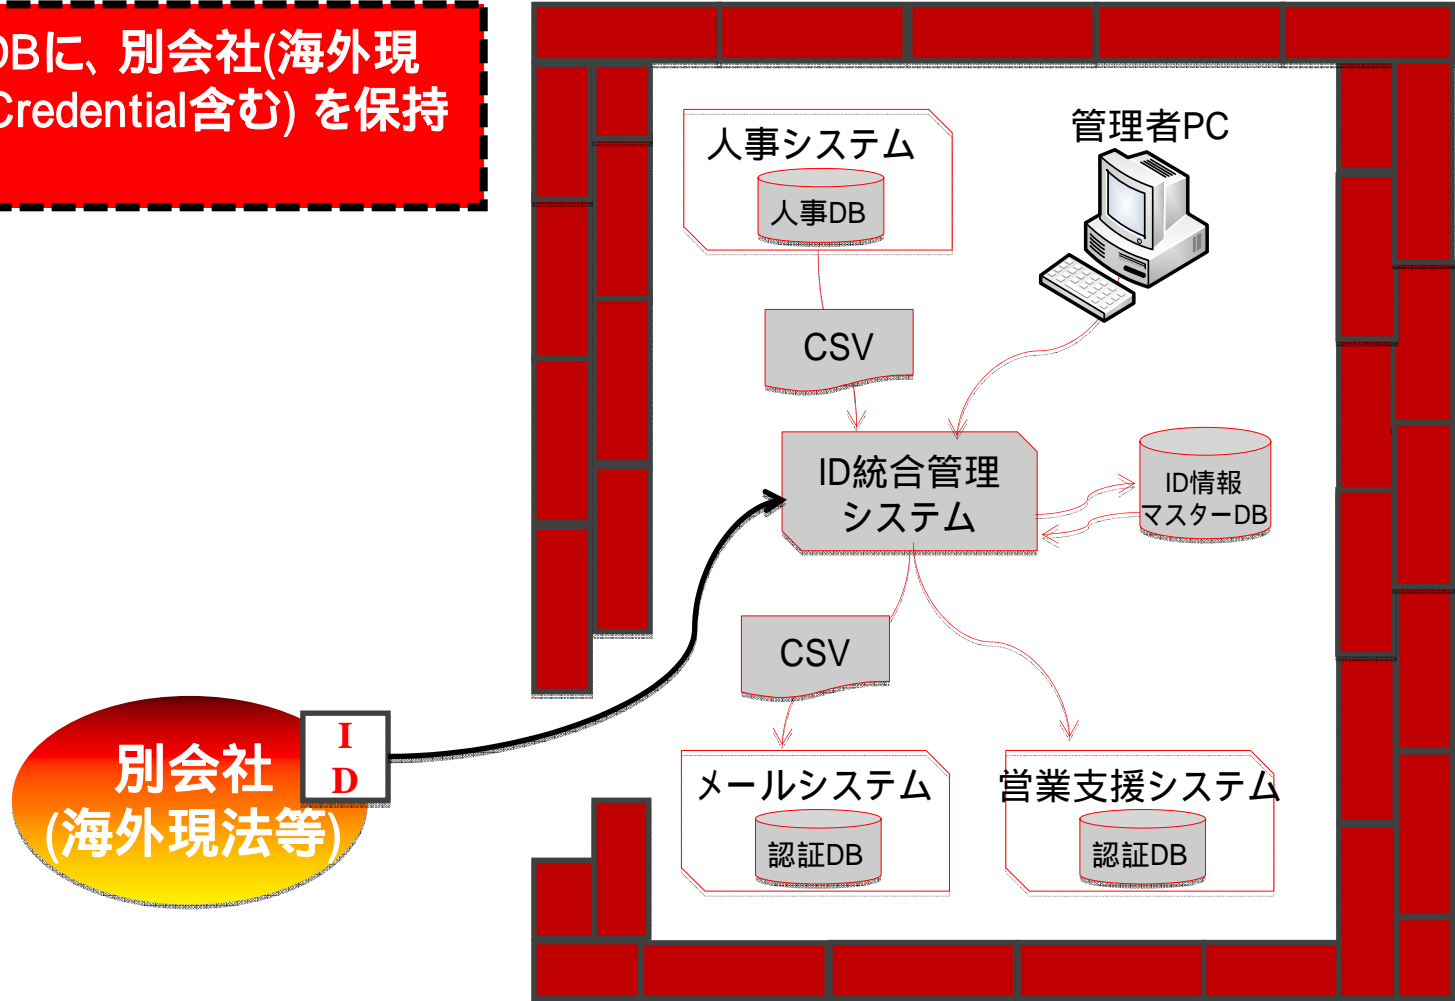 DBに、別会社(海外現
Credential含む) を保持
人事システム
人事DB
管理者PC
CSV
ID統合管理
システム
ID情報
マスターDB
CSV
I
D
別会社
(海外現法等)
メールシステム
認証DB
営業支援システム
認証DB